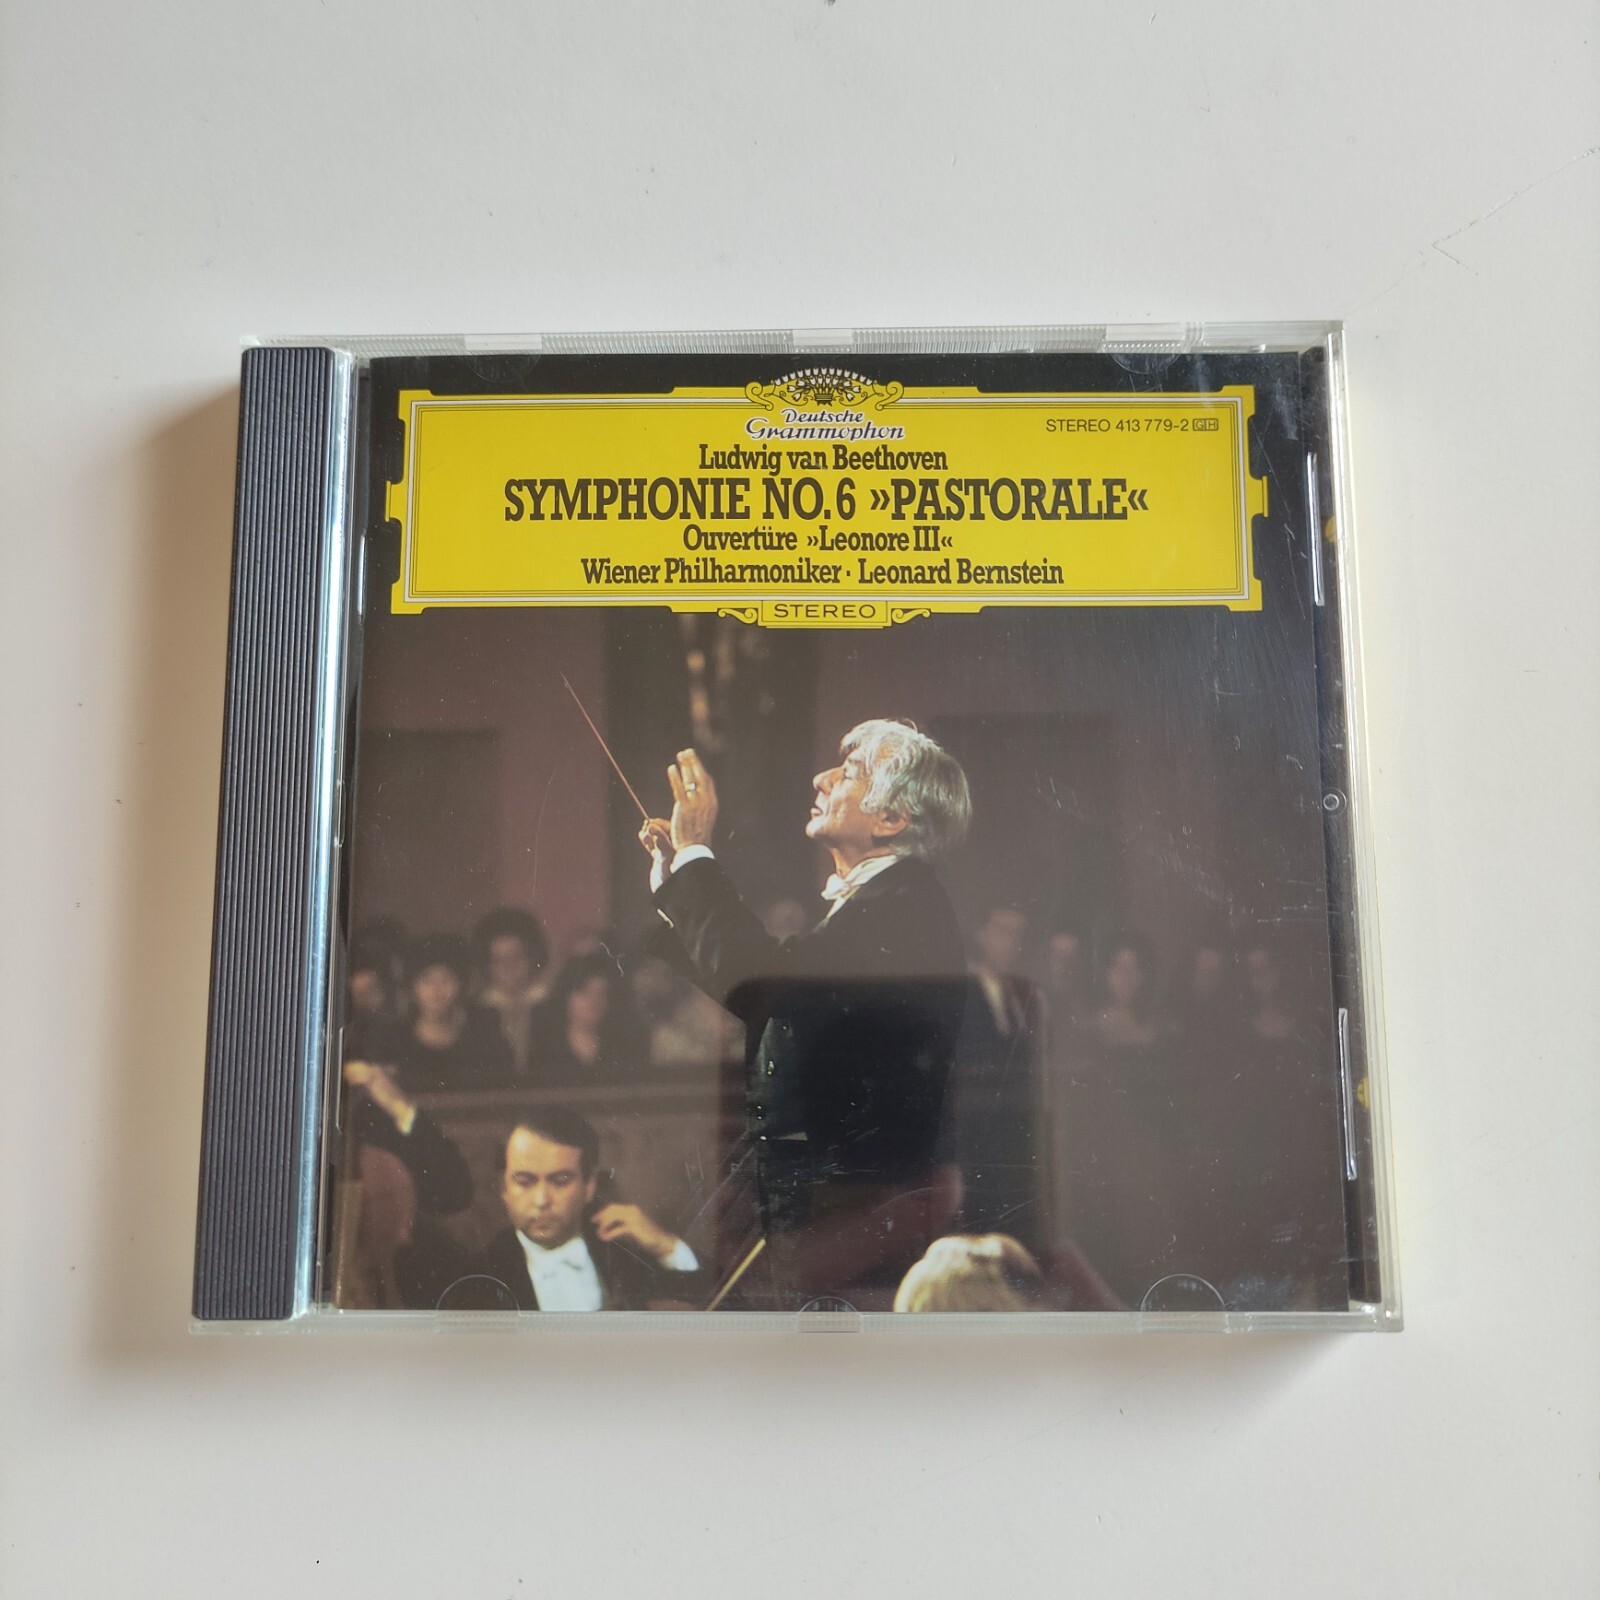 Deutsche
Grammophon
STEREO 413 779-2 GH
Ludwig van Beethoven
SYMPHONIE NO. 6 »PASTORALE«
Ouvertüre »Leonore III«
Wiener Philharmoniker · Leonard Bernstein
STEREO